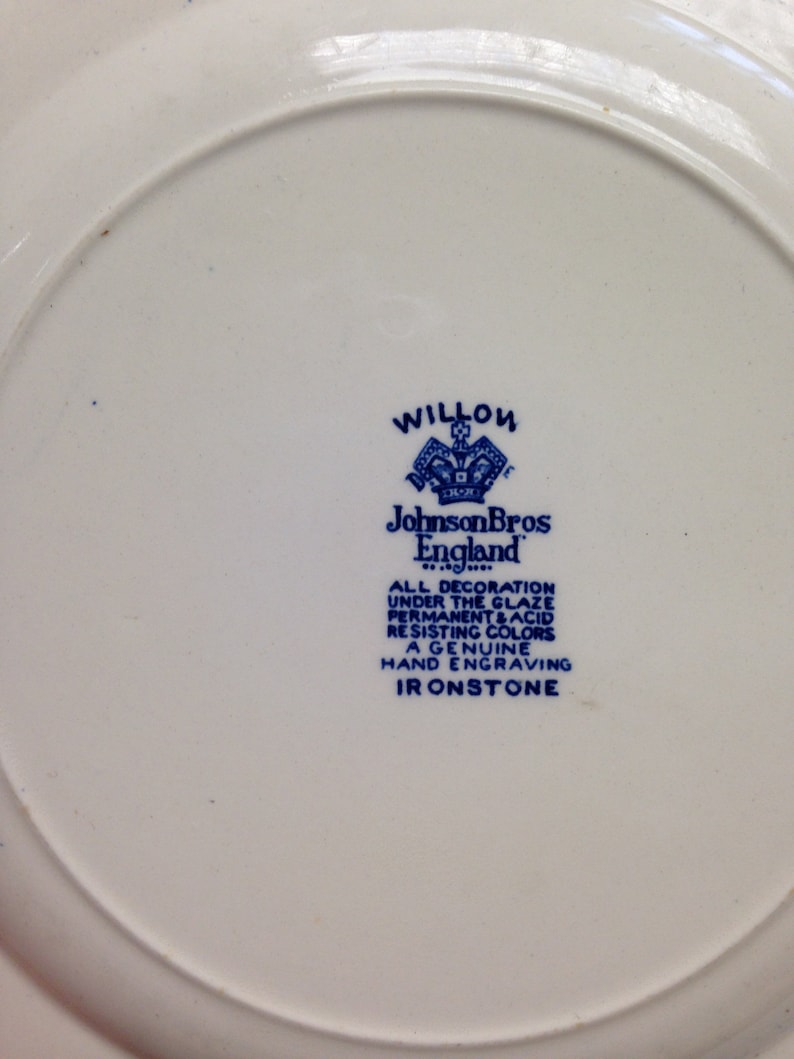 WILLOW
D E
JohnsonBros
England
ALL DECORATION
UNDER THE GLAZE
PERMANENT & ACID
RESISTING COLORS
A GENUINE
HAND ENGRAVING
IRONSTONE